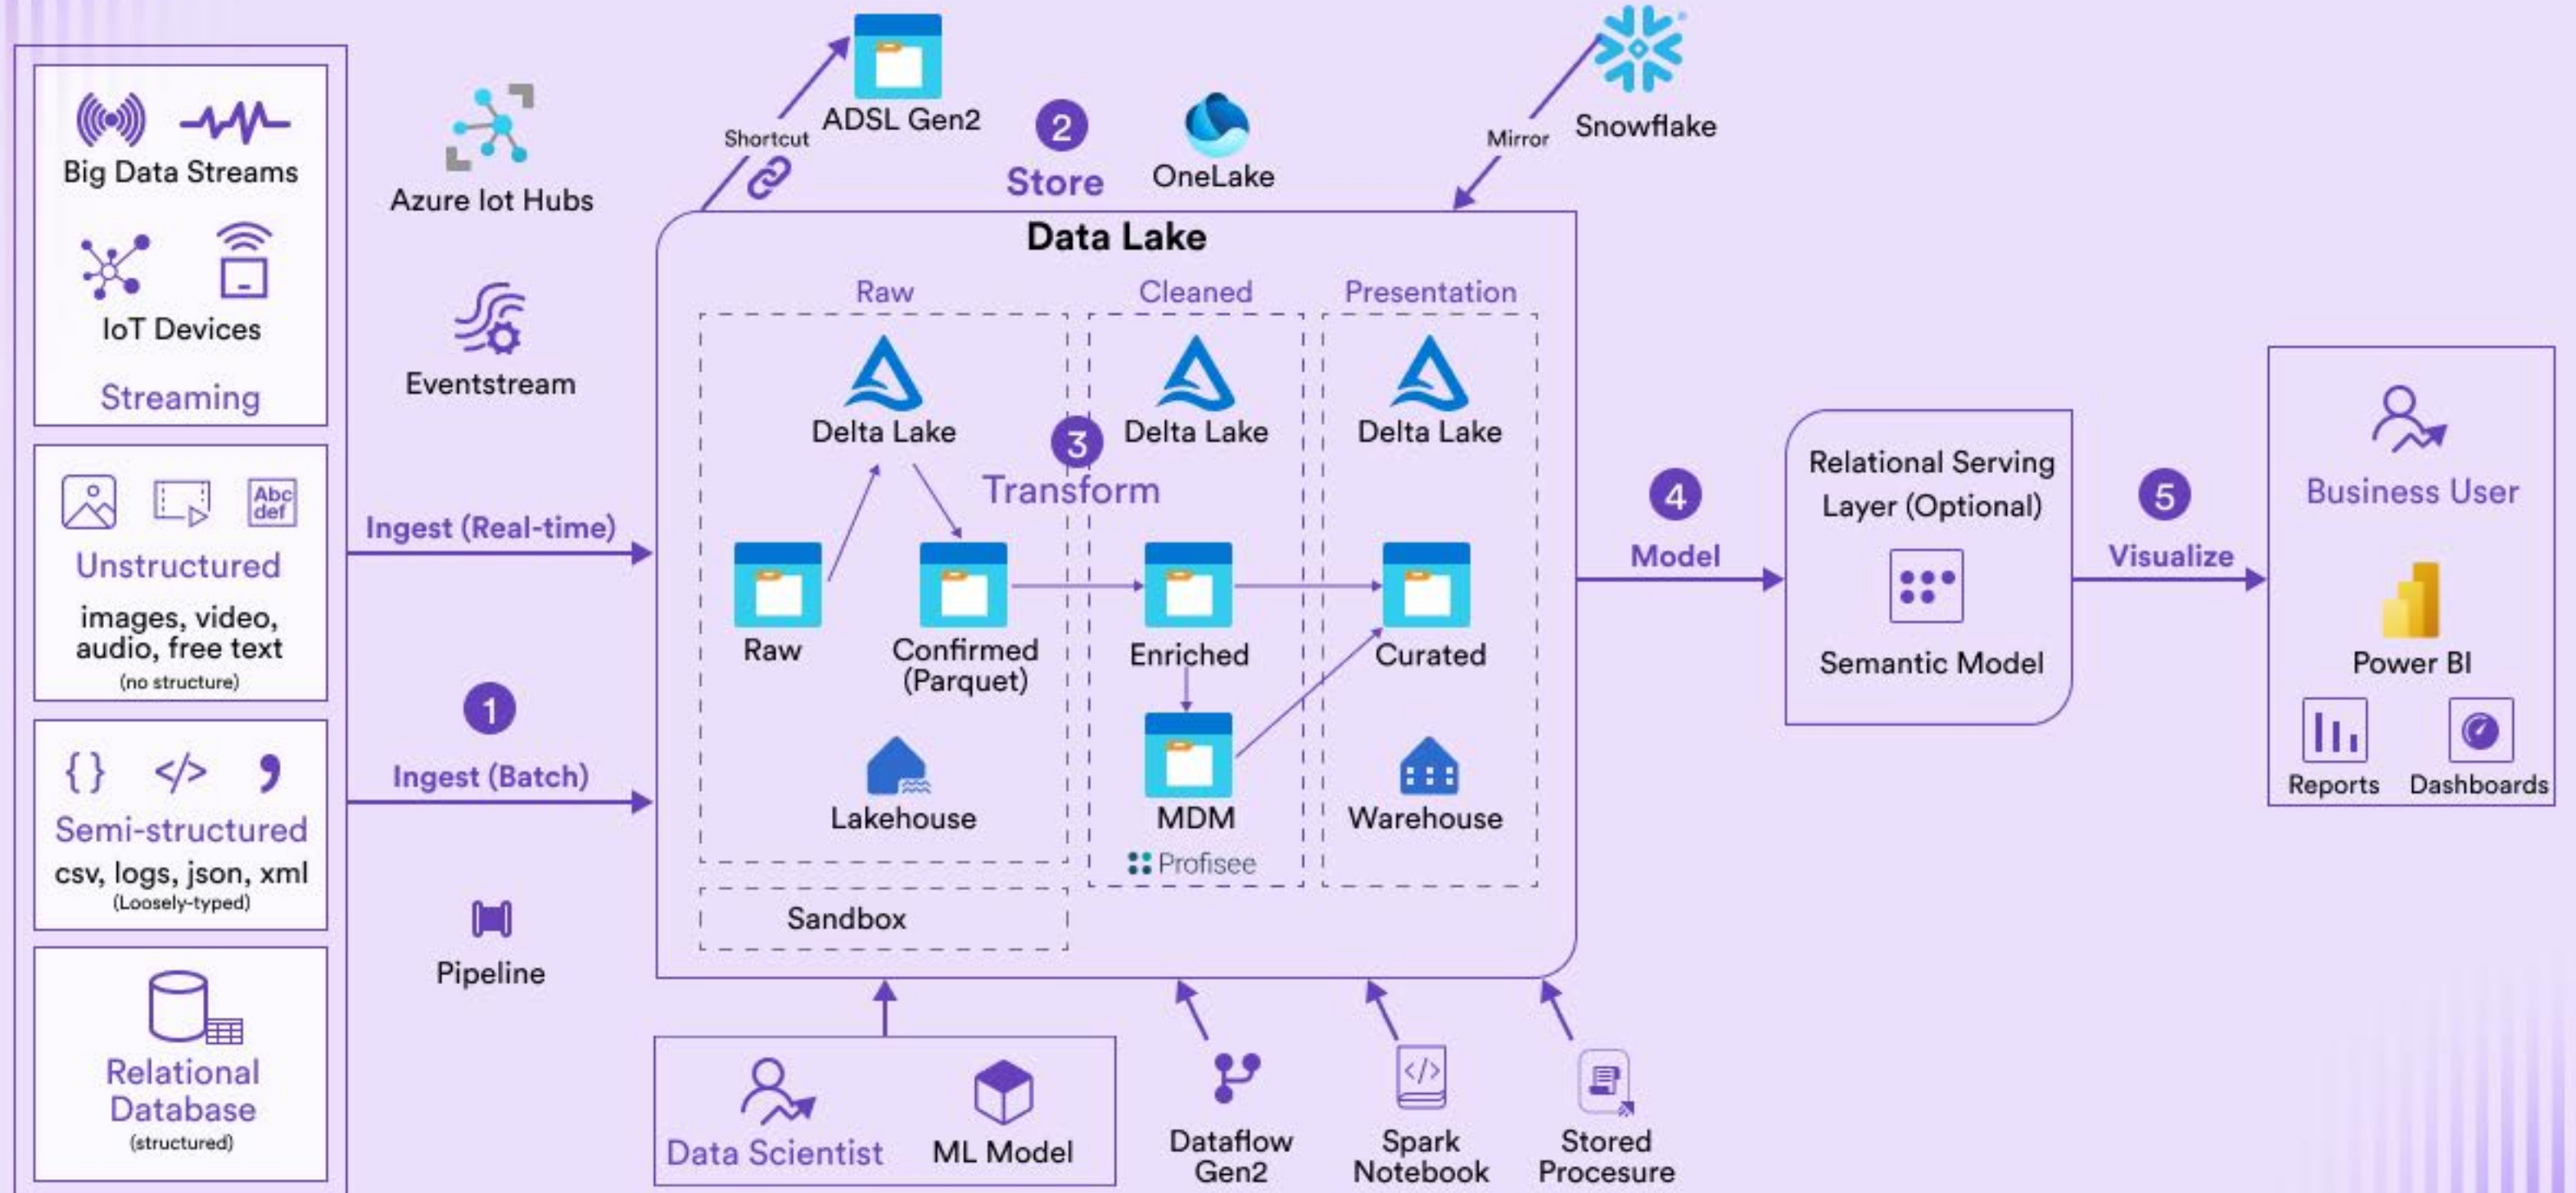 Big Data Streams
IoT Devices
Streaming
Abc
def
Unstructured
images, video,
audio, free text
(no structure)
{ } </> ,
Semi-structured
csv, logs, json, xml
(Loosely-typed)
Relational
Database
(structured)
Azure Iot Hubs
Eventstream
Ingest (Real-time)
1
Ingest (Batch)
Pipeline
Shortcut
ADSL Gen2
2
Store
OneLake
Mirror
Snowflake
Data Lake
Raw
Cleaned
Presentation
Delta Lake
Delta Lake
Delta Lake
3
Transform
Raw
Confirmed
(Parquet)
Enriched
Curated
Lakehouse
MDM
Profisee
Warehouse
Sandbox
Data Scientist
ML Model
Dataflow
Gen2
</>
Spark
Notebook
Stored
Procesure
4
Model
Relational Serving
Layer (Optional)
Semantic Model
5
Visualize
Business User
Power BI
Reports
Dashboards